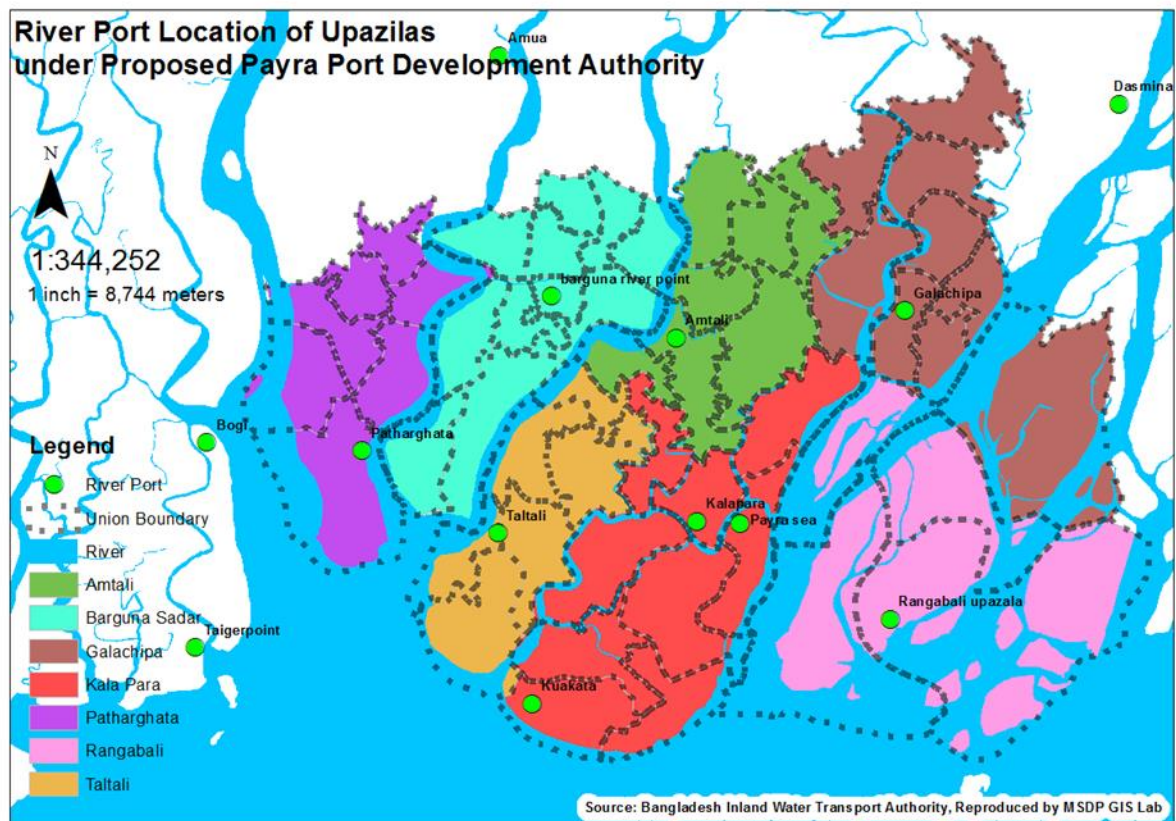 River Port Location of Upazilas
under Proposed Payra Port Development Authority
Amua
Dasmina
N
1:344,252
1 inch = 8,744 meters
barguna river point
Galachipa
Amtali
Bogi
Patharghata
Kalapara
Payra sea
Taltali
Rangabali upazala
Taigerpoint
Kuakata
Legend
River Port
Union Boundary
River
Amtali
Barguna Sadar
Galachipa
Kala Para
Patharghata
Rangabali
Taltali
Source: Bangladesh Inland Water Transport Authority, Reproduced by MSDP GIS Lab